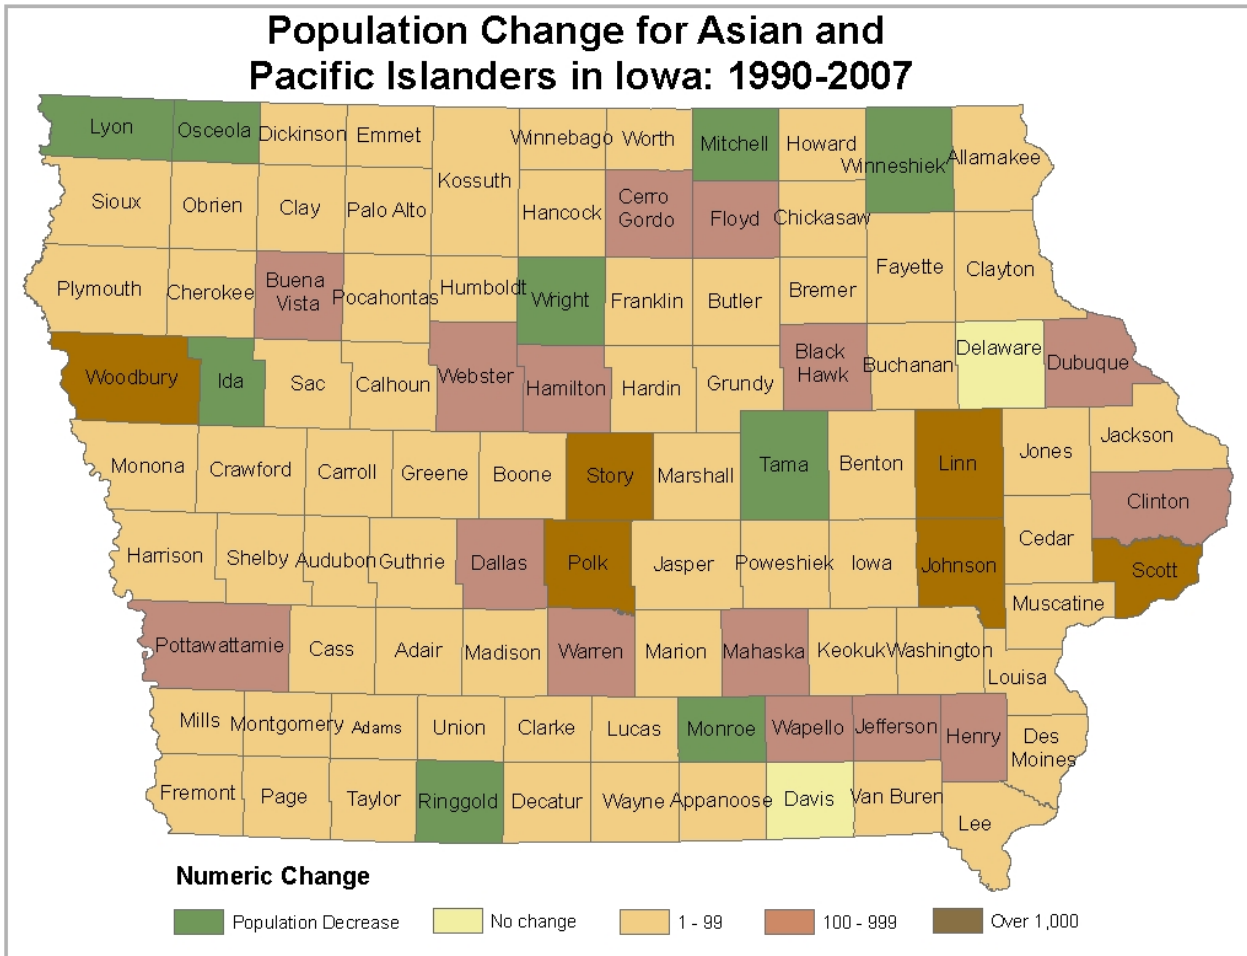 Population Change for Asian and
Pacific Islanders in Iowa: 1990-2007
Lyon
Osceola
Dickinson
Emmet
Kossuth
Winnebago
Worth
Mitchell
Howard
Winneshiek
Allamakee
Sioux
Obrien
Clay
Palo Alto
Hancock
Cerro
Gordo
Floyd
Chickasaw
Fayette
Clayton
Plymouth
Cherokee
Buena
Vista
Pocahontas
Humboldt
Wright
Franklin
Butler
Bremer
Woodbury
Ida
Sac
Calhoun
Webster
Hamilton
Hardin
Grundy
Black
Hawk
Buchanan
Delaware
Dubuque
Monona
Crawford
Carroll
Greene
Boone
Story
Marshall
Tama
Benton
Linn
Jones
Jackson
Clinton
Harrison
Shelby
Audubon
Guthrie
Dallas
Polk
Jasper
Poweshiek
Iowa
Johnson
Cedar
Scott
Muscatine
Pottawattamie
Cass
Adair
Madison
Warren
Marion
Mahaska
Keokuk
Washington
Louisa
Mills
Montgomery
Adams
Union
Clarke
Lucas
Monroe
Wapello
Jefferson
Henry
Des
Moines
Fremont
Page
Taylor
Ringgold
Decatur
Wayne
Appanoose
Davis
Van Buren
Lee
Numeric Change
Population Decrease
No change
1 - 99
100 - 999
Over 1,000